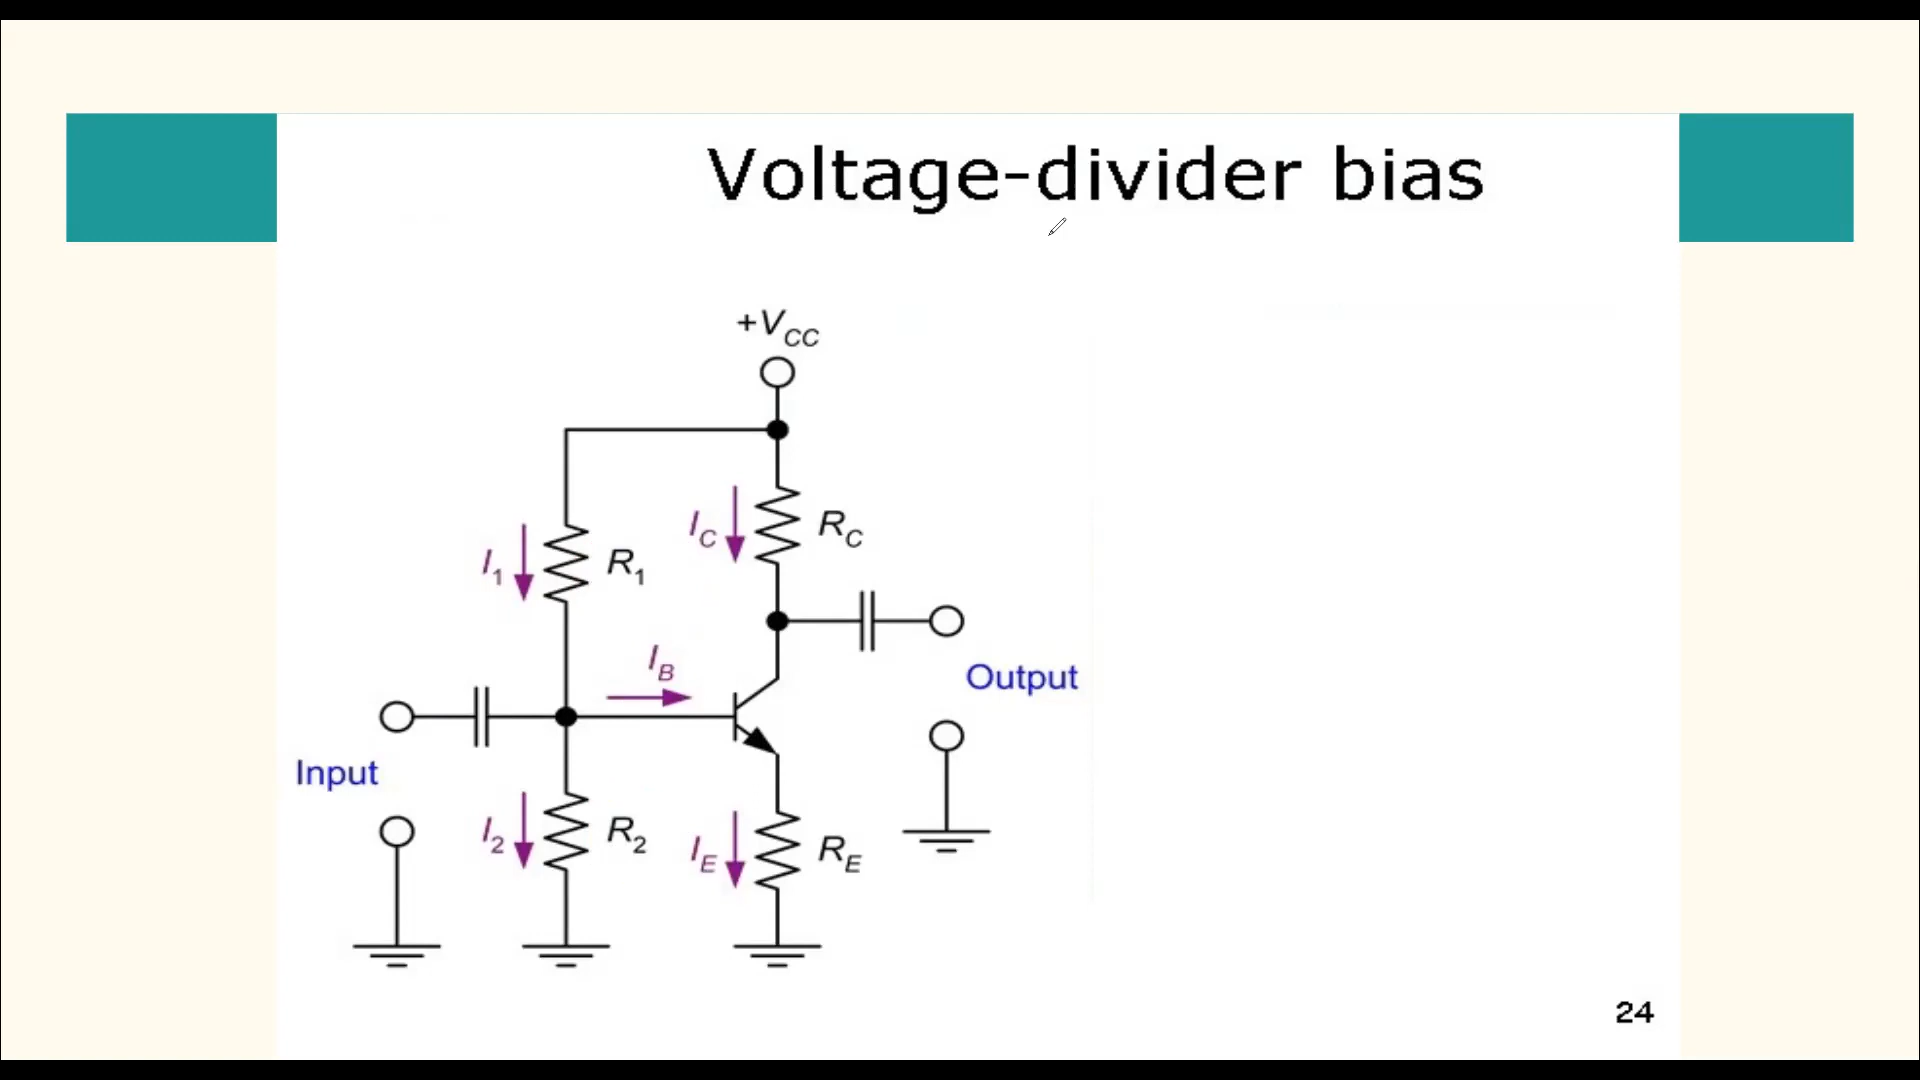 Voltage-divider bias
+V_CC
I_C
R_C
I_1
R_1
I_B
Output
Input
I_2
R_2
I_E
R_E
24